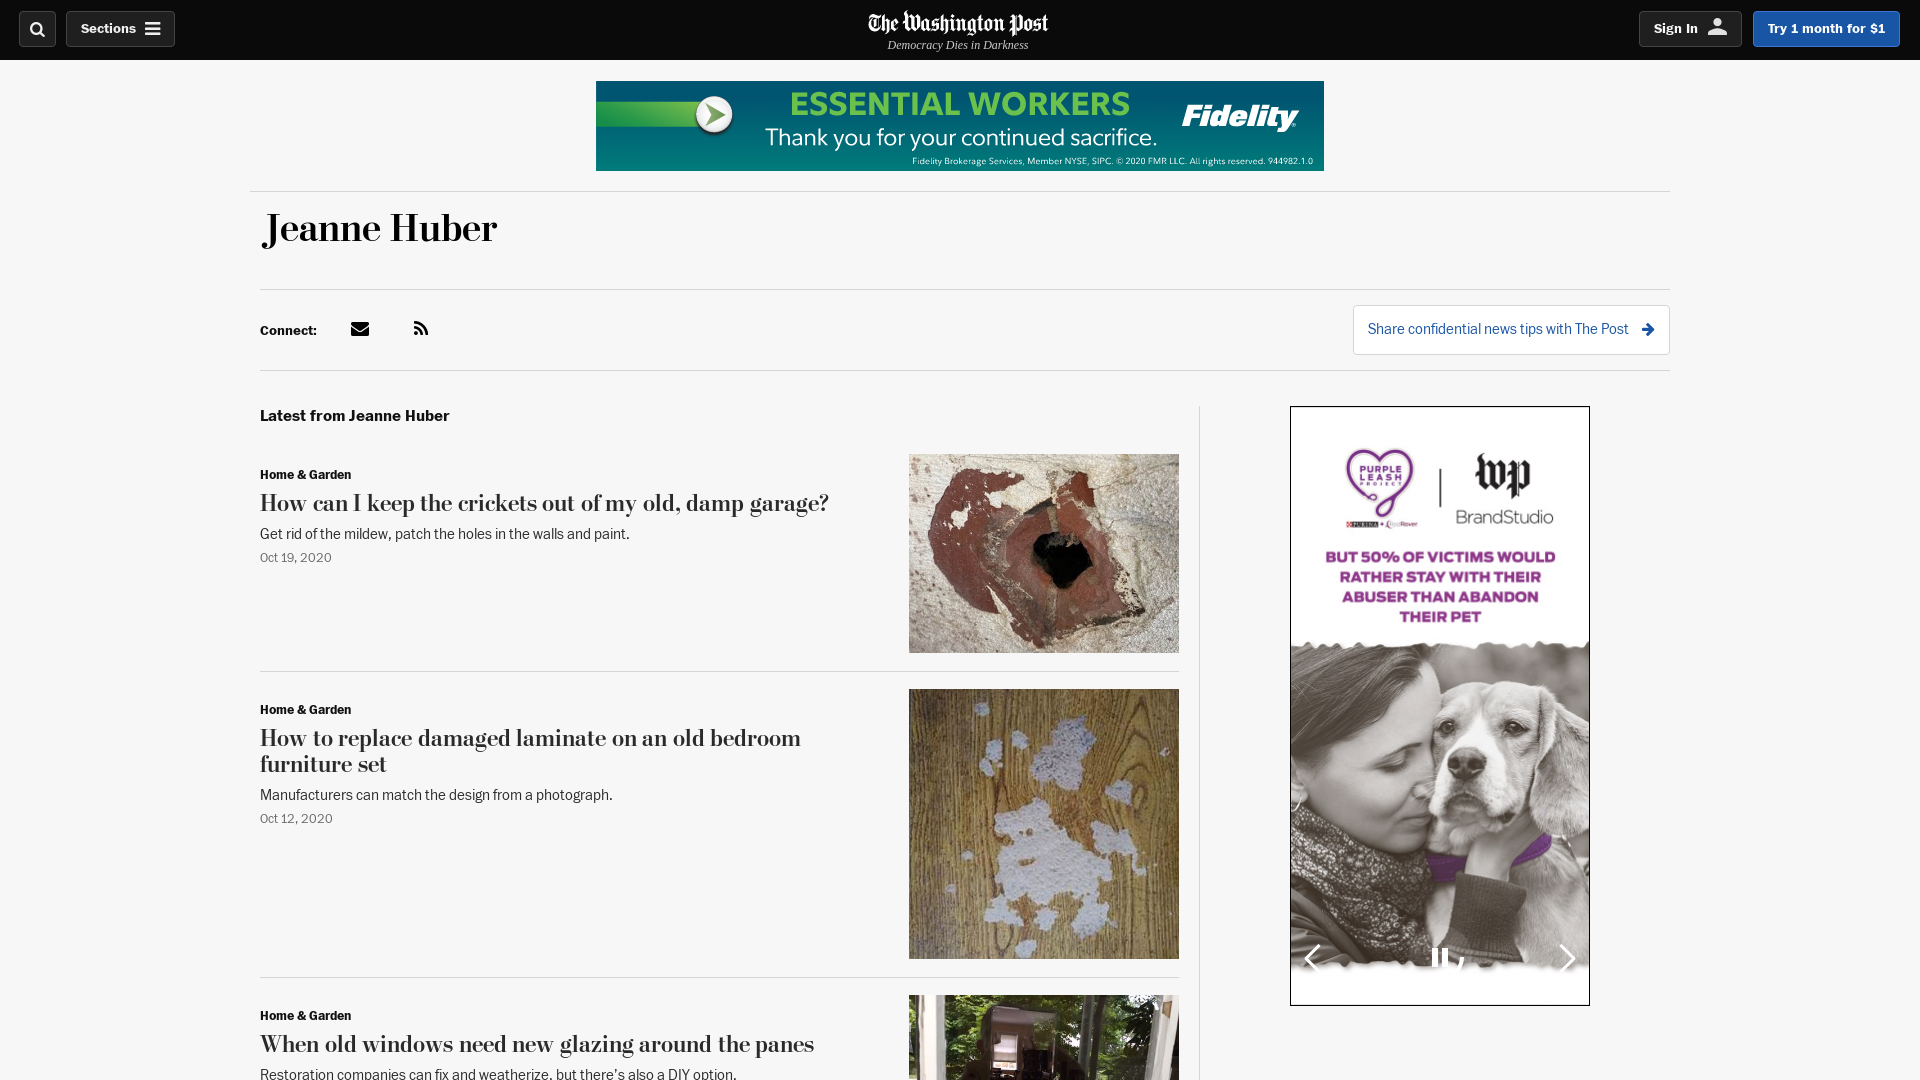 Sections
The Washington Post
Democracy Dies in Darkness
Sign In
Try 1 month for $1
ESSENTIAL WORKERS
Thank you for your continued sacrifice.
Fidelity
Fidelity Brokerage Services, Member NYSE, SIPC. © 2020 FMR LLC. All rights reserved. 944982.1.0
Jeanne Huber
Connect:
Share confidential news tips with The Post
Latest from Jeanne Huber
Home & Garden
How can I keep the crickets out of my old, damp garage?
Get rid of the mildew, patch the holes in the walls and paint.
Oct 19, 2020
Home & Garden
How to replace damaged laminate on an old bedroom
furniture set
Manufacturers can match the design from a photograph.
Oct 12, 2020
Home & Garden
When old windows need new glazing around the panes
Restoration companies can fix and weatherize, but there's also a DIY option.
PURPLE
LEASH
PROJECT
PURINA + RedRover
wp
BrandStudio
BUT 50% OF VICTIMS WOULD
RATHER STAY WITH THEIR
ABUSER THAN ABANDON
THEIR PET